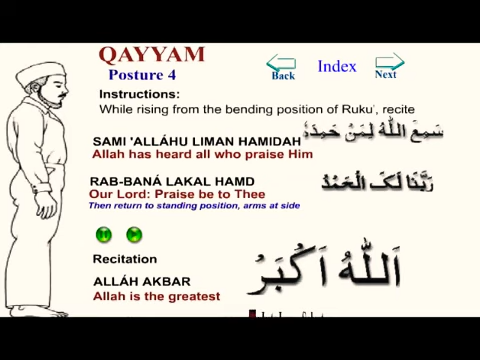 QAYYAM
Posture 4
Back
Index
Next
Instructions:
While rising from the bending position of Ruku', recite
SAMI 'ALLÁHU LIMAN HAMIDAH
سَمِعَ اللّٰهُ لِمَنْ حَمِدَهٗ
Allah has heard all who praise Him
RAB-BANÁ LAKAL HAMD
رَبَّنَا لَکَ الْحَمْدُ
Our Lord: Praise be to Thee
Then return to standing position, arms at side
Recitation
ALLÁH AKBAR
اَللّٰهُ اَکْبَرْ
Allah is the greatest